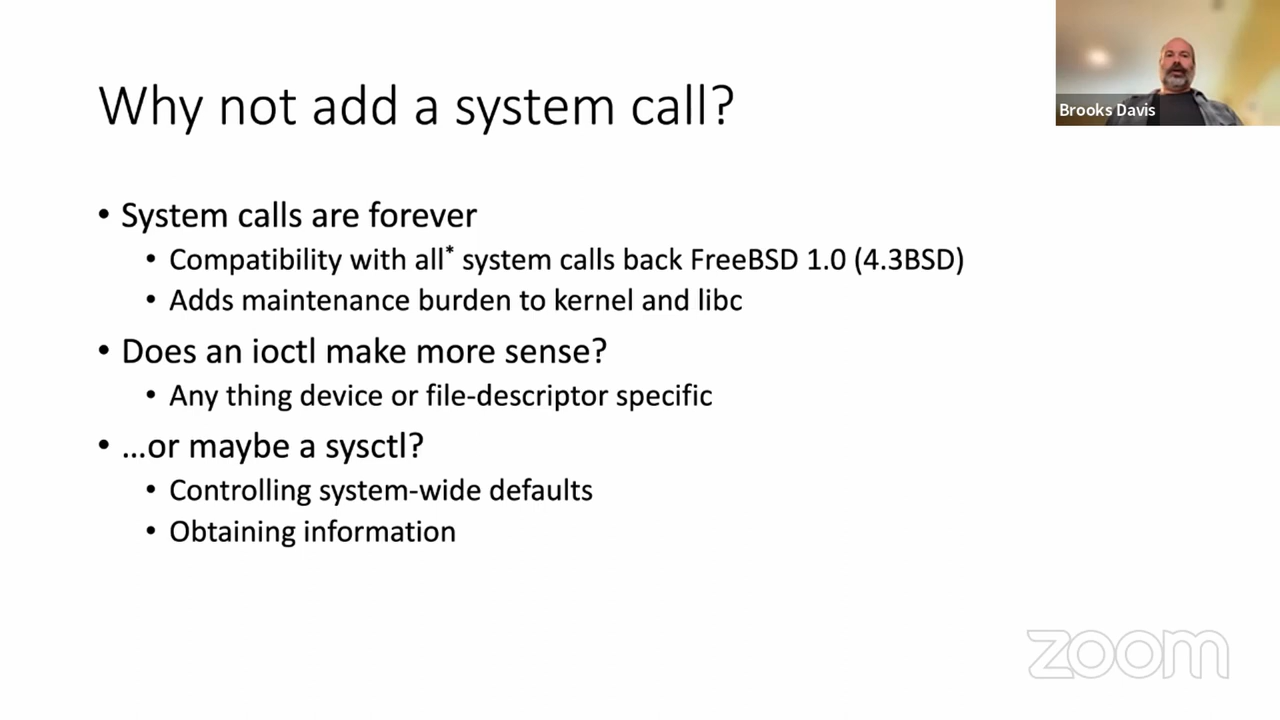 Why not add a system call?
• System calls are forever
• Compatibility with all* system calls back FreeBSD 1.0 (4.3BSD)
• Adds maintenance burden to kernel and libc
• Does an ioctl make more sense?
• Any thing device or file-descriptor specific
• …or maybe a sysctl?
• Controlling system-wide defaults
• Obtaining information
Brooks Davis
zoom